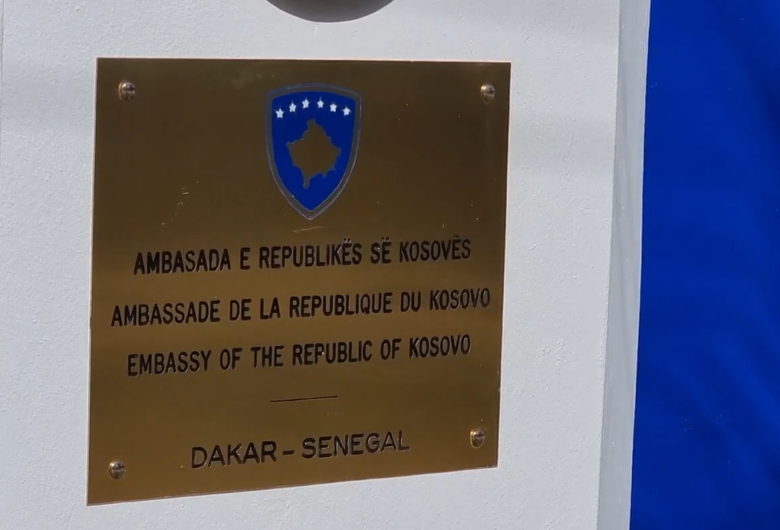 AMBASADA E REPUBLIKËS SË KOSOVËS
AMBASSADE DE LA REPUBLIQUE DU KOSOVO
EMBASSY OF THE REPUBLIC OF KOSOVO
DAKAR – SENEGAL